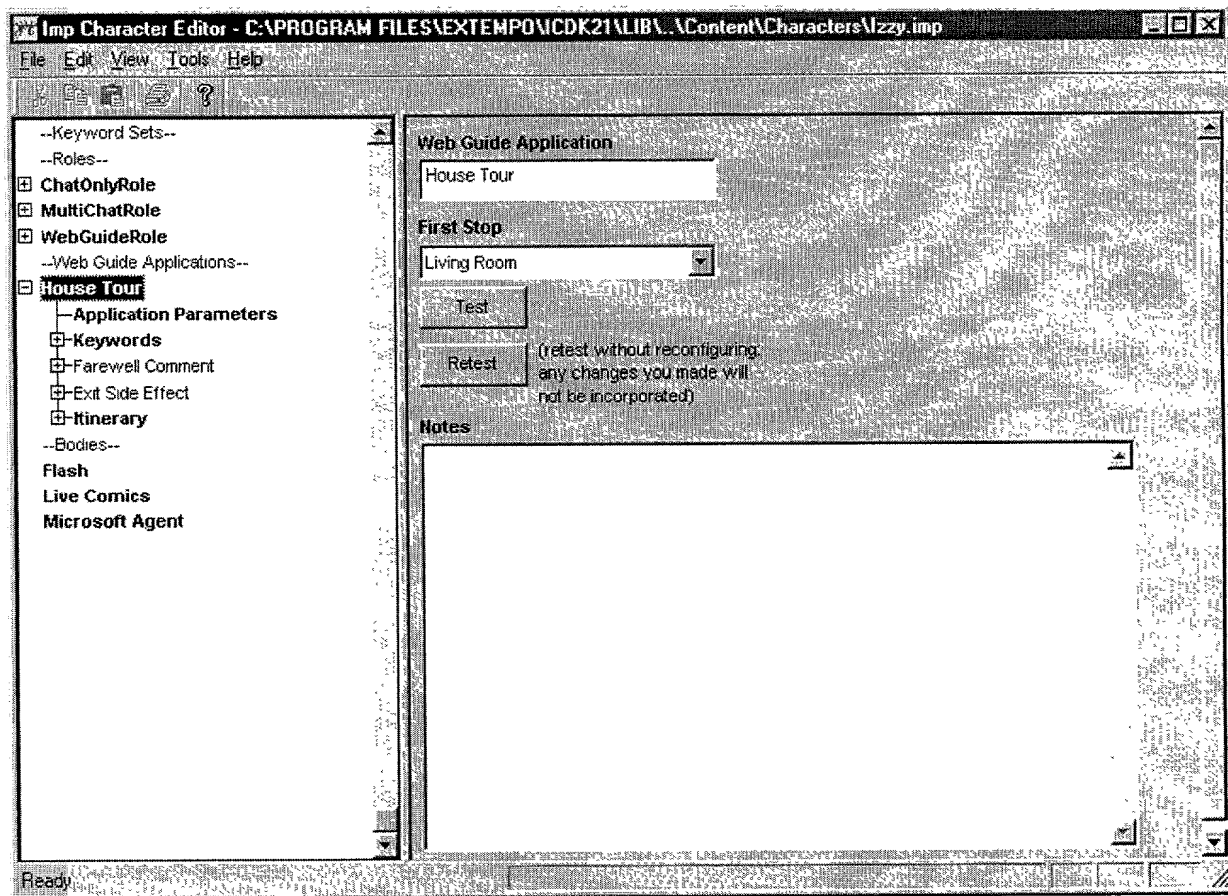 Imp Character Editor - C:\PROGRAM FILES\EXTEMPO\ICDK21\LIB\..\Content\Characters\Izzy.imp
File Edit View Tools Help
--Keyword Sets--
--Roles--
ChatOnlyRole
MultiChatRole
WebGuideRole
--Web Guide Applications--
House Tour
Application Parameters
Keywords
Farewell Comment
Exit Side Effect
Itinerary
--Bodies--
Flash
Live Comics
Microsoft Agent
Web Guide Application
House Tour
First Stop
Living Room
Test
Retest
(retest without reconfiguring;
any changes you made will
not be incorporated)
Notes
Ready